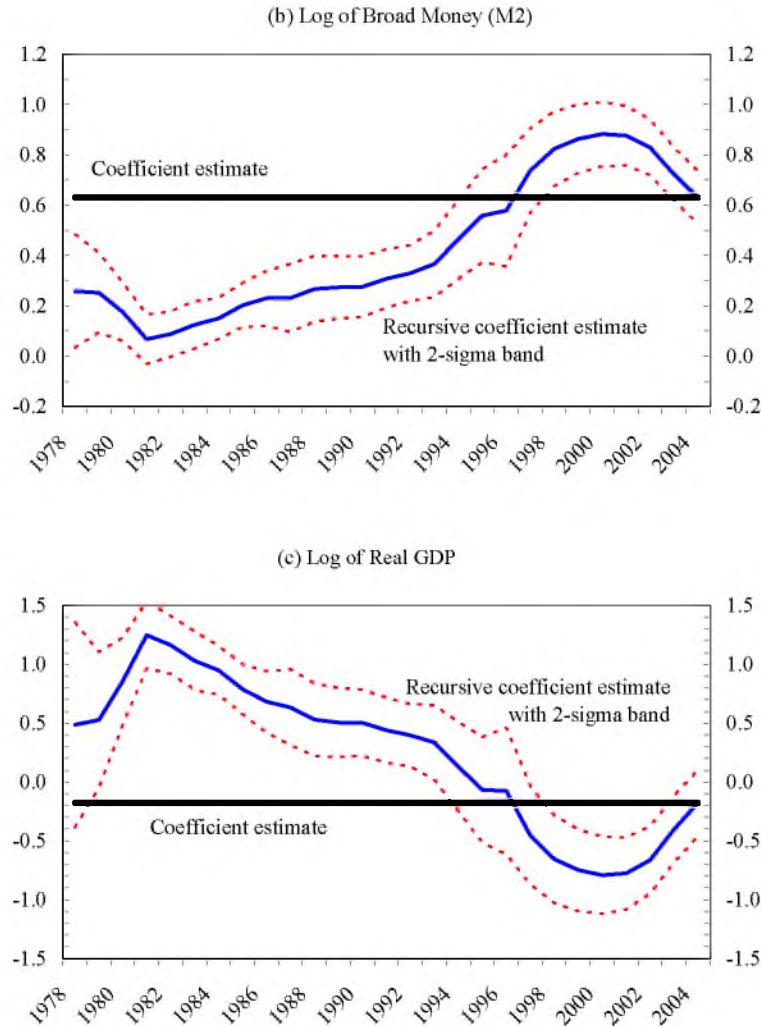 (b) Log of Broad Money (M2)
1.2 1.2
1.0 1.0
0.8 0.8
Coefficient estimate
0.6 0.6
0.4 0.4
0.2 0.2
Recursive coefficient estimate
with 2-sigma band
0.0 0.0
-0.2 -0.2
1978 1980 1982 1984 1986 1988 1990 1992 1994 1996 1998 2000 2002 2004
(c) Log of Real GDP
1.5 1.5
1.0 1.0
Recursive coefficient estimate
with 2-sigma band
0.5 0.5
0.0 0.0
Coefficient estimate
-0.5 -0.5
-1.0 -1.0
-1.5 -1.5
1978 1980 1982 1984 1986 1988 1990 1992 1994 1996 1998 2000 2002 2004